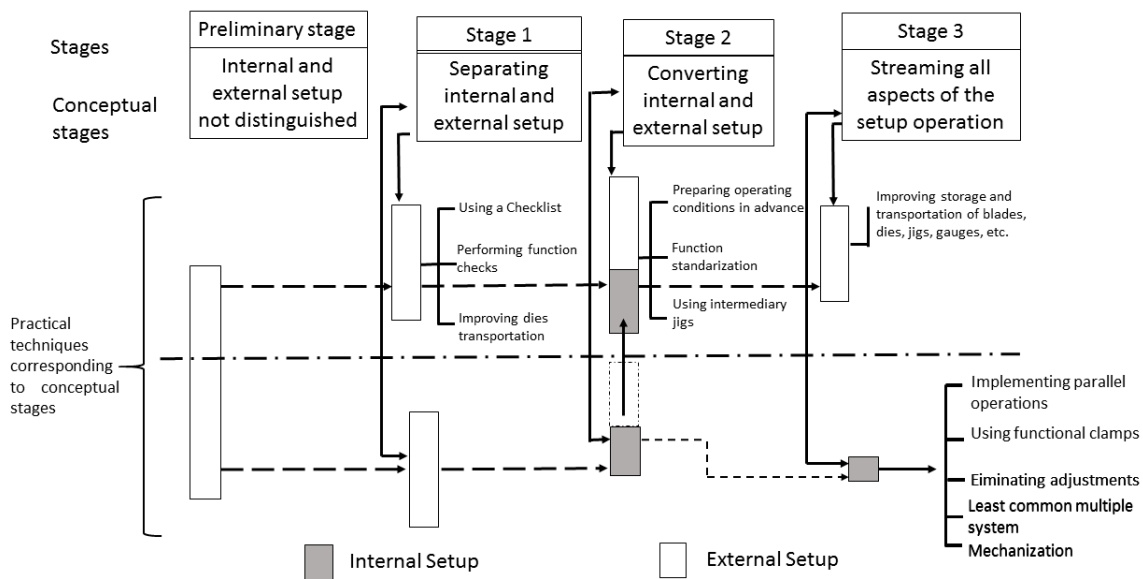 Stages
Conceptual
stages
Preliminary stage
Internal and
external setup
not distinguished
Stage 1
Separating
internal and
external setup
Stage 2
Converting
internal and
external setup
Stage 3
Streaming all
aspects of the
setup operation
Using a Checklist
Performing function
checks
Improving dies
transportation
Preparing operating
conditions in advance
Function
standarization
Using intermediary
jigs
Improving storage and
transportation of blades,
dies, jigs, gauges, etc.
Practical
techniques
corresponding
to conceptual
stages
Implementing parallel
operations
Using functional clamps
Eiminating adjustments
Least common multiple
system
Mechanization
Internal Setup
External Setup